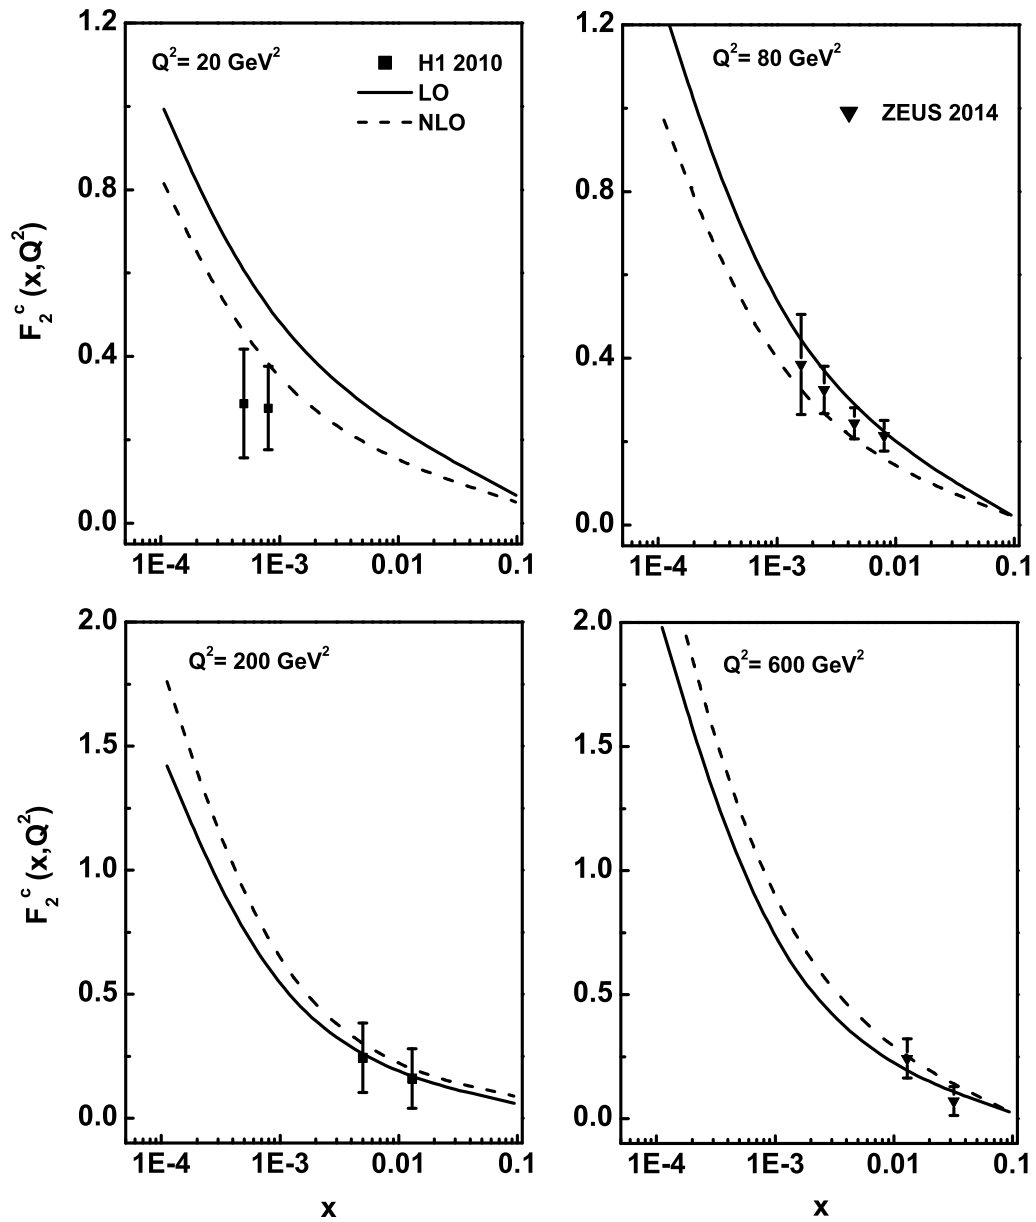 Q²= 20 GeV²
H1 2010
LO
NLO
F₂ᶜ (x,Q²)
1.2
0.8
0.4
0.0
1E-4 1E-3 0.01 0.1
Q²= 80 GeV²
ZEUS 2014
1.2
0.8
0.4
0.0
1E-4 1E-3 0.01 0.1
Q²= 200 GeV²
F₂ᶜ (x,Q²)
2.0
1.5
1.0
0.5
0.0
1E-4 1E-3 0.01 0.1
x
Q²= 600 GeV²
2.0
1.5
1.0
0.5
0.0
1E-4 1E-3 0.01 0.1
x